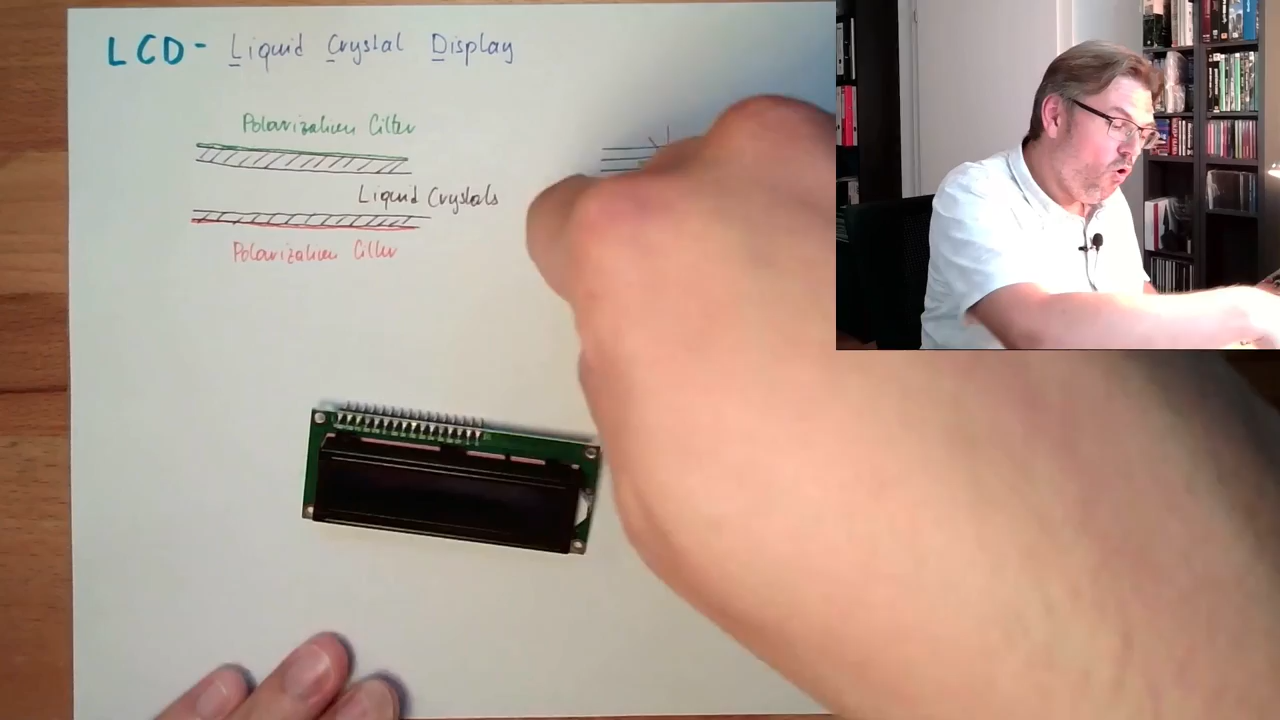 LCD - Liquid Crystal Display
Polarization Filter
Liquid Crystals
Polarization Filter